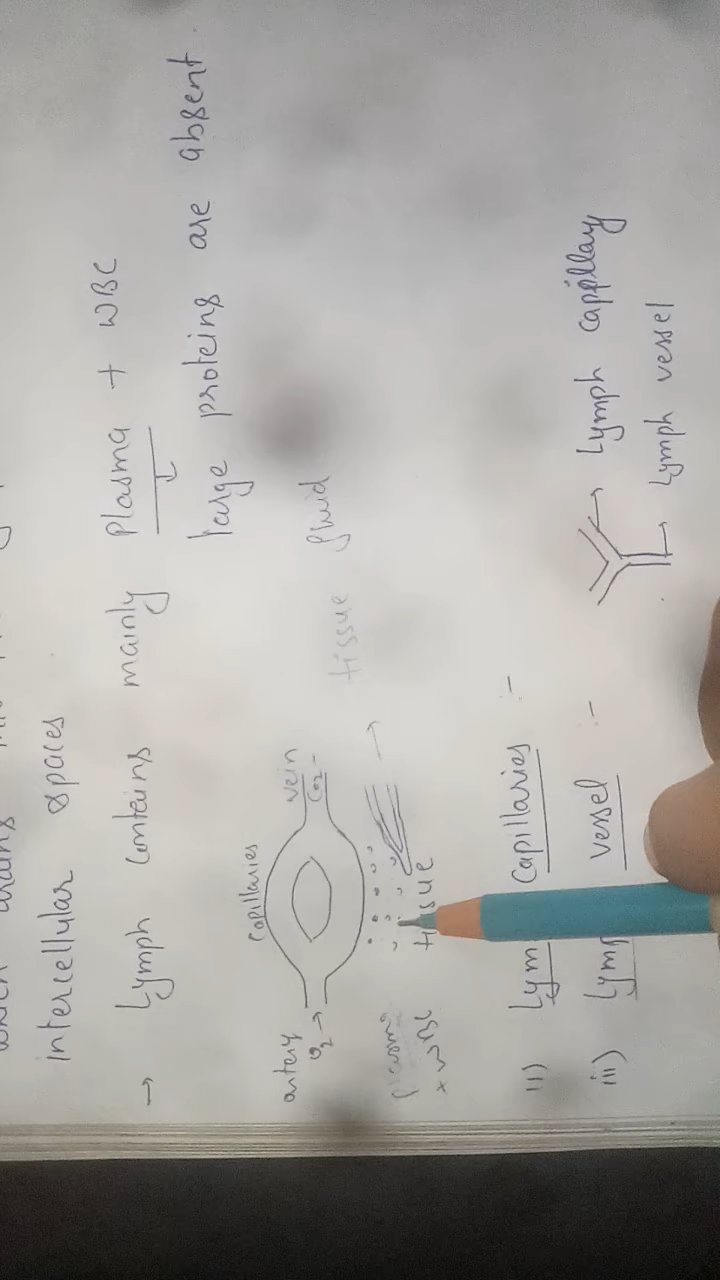 intercellular spaces
→ Lymph contains mainly Plasma + WBC
large proteins are absent
Capillaries
artery
O₂ →
vein
CO₂
tissue
→ tissue fluid
+ WBC
ii) Lym Capillaries :-
→ Lymph Capillary
iii) Lymp vessel :-
→ Lymph vessel